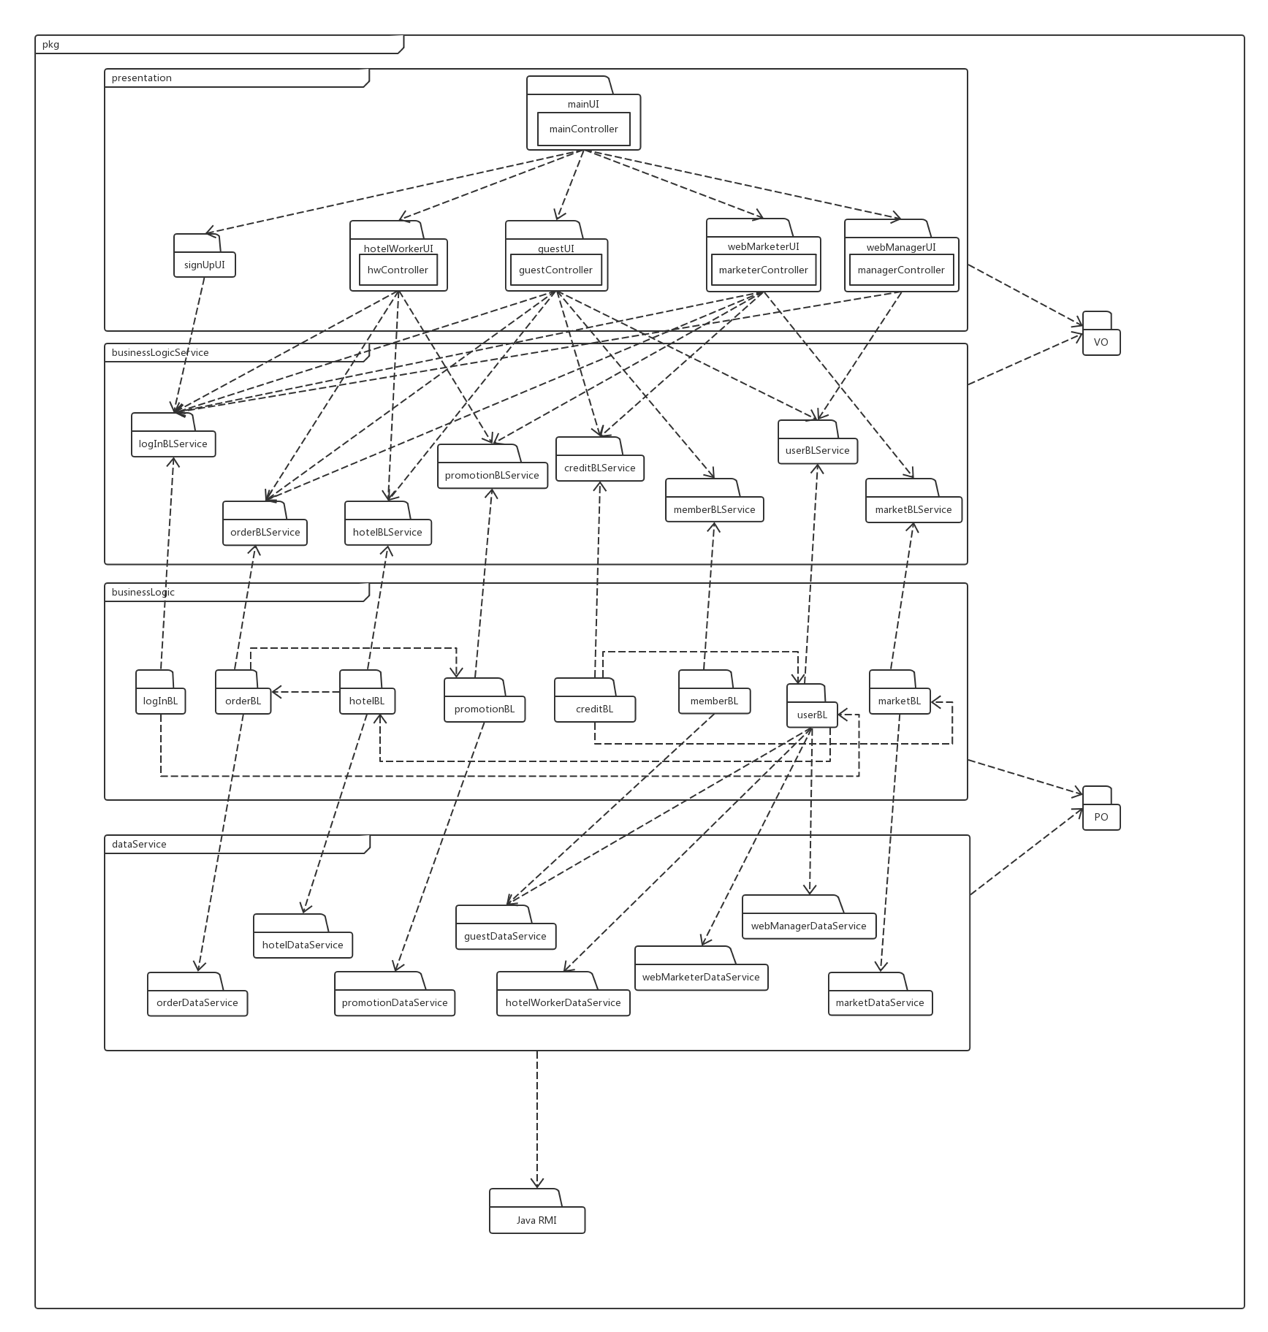 pkg
presentation
mainUI
mainController
signUpUI
hotelWorkerUI
hwController
guestUI
guestController
webMarketerUI
marketerController
webManagerUI
managerController
VO
businessLogicService
logInBLService
orderBLService
hotelBLService
promotionBLService
creditBLService
memberBLService
userBLService
marketBLService
businessLogic
logInBL
orderBL
hotelBL
promotionBL
creditBL
memberBL
userBL
marketBL
PO
dataService
orderDataService
hotelDataService
promotionDataService
guestDataService
hotelWorkerDataService
webMarketerDataService
webManagerDataService
marketDataService
Java RMI